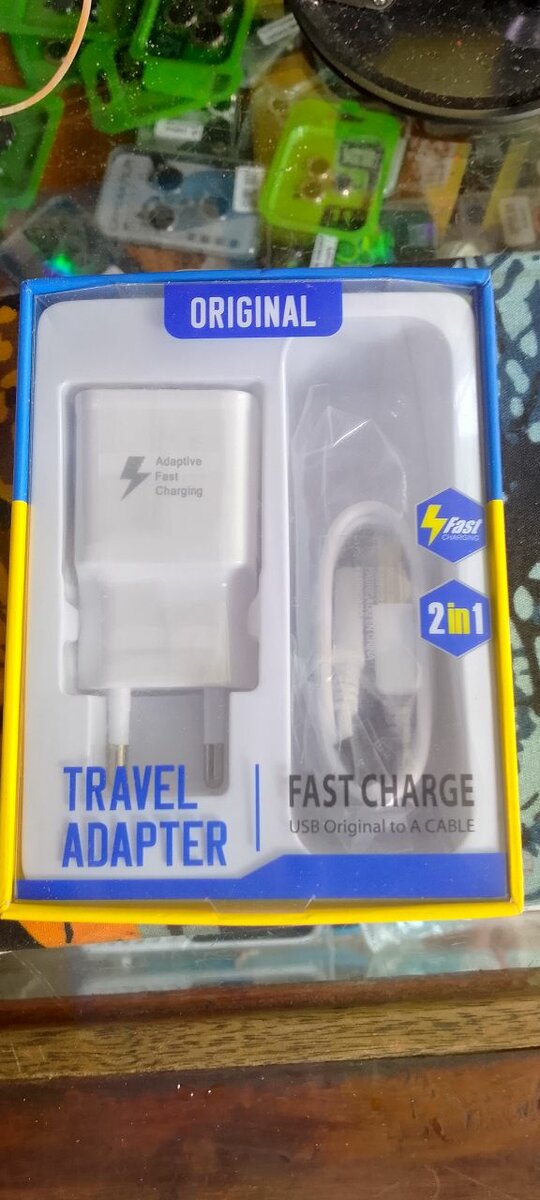 ORIGINAL
Adaptive
Fast
Charging
Fast
CHARGING
2in1
TRAVEL
ADAPTER
FAST CHARGE
USB Original to A CABLE